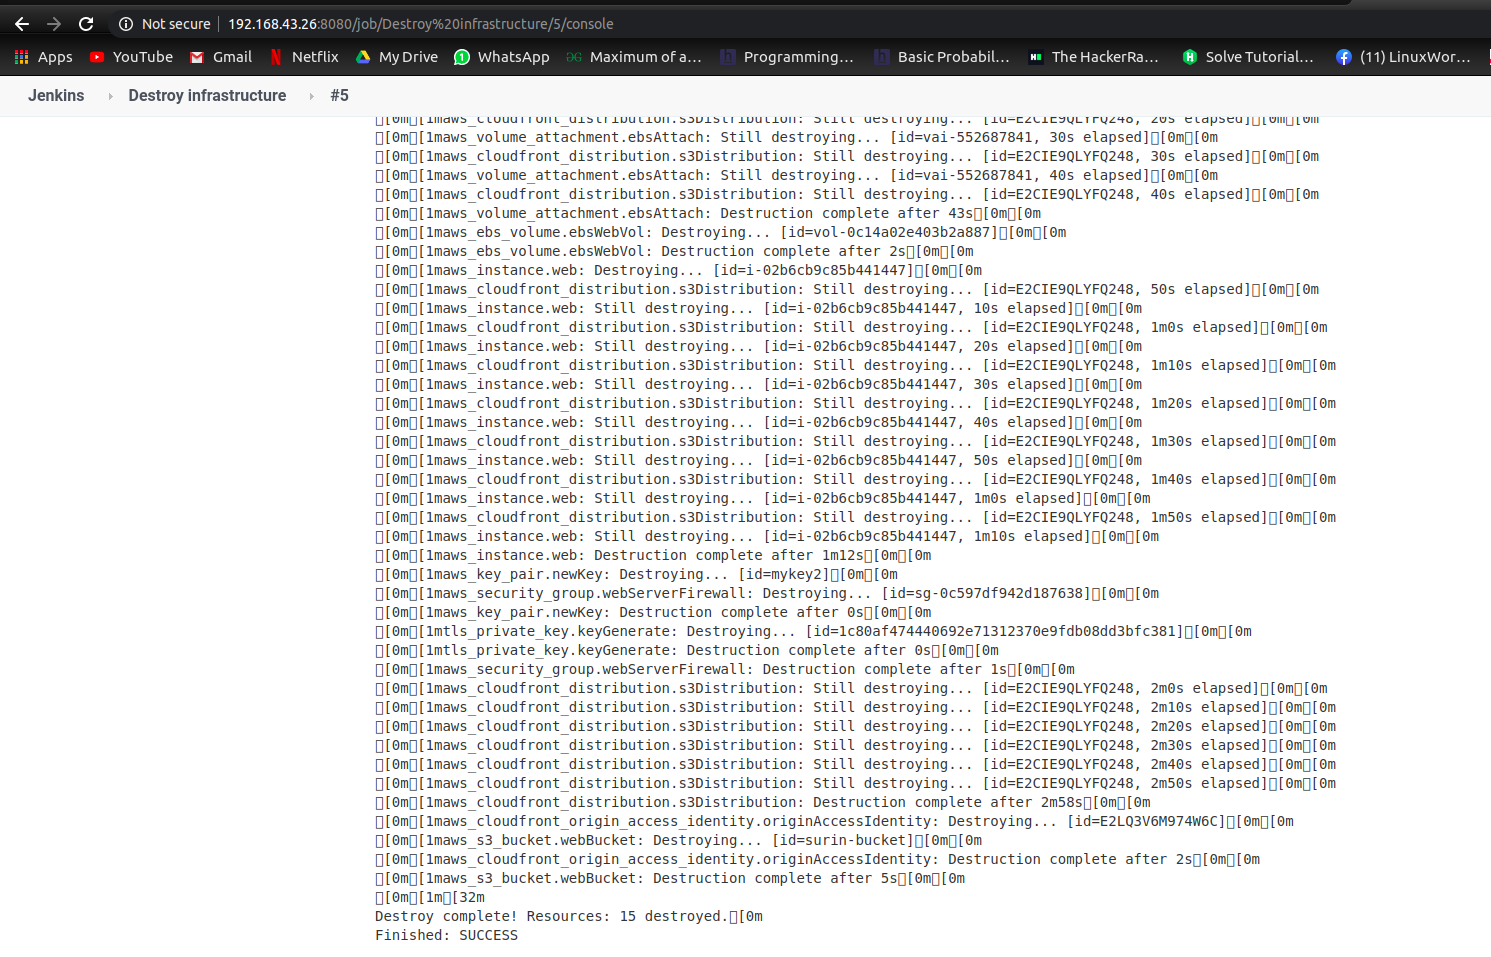 Not secure | 192.168.43.26:8080/job/Destroy%20infrastructure/5/console
Apps YouTube Gmail Netflix My Drive WhatsApp Maximum of a... Programming... Basic Probabil... The HackerRa... Solve Tutorial... (11) LinuxWor...
Jenkins Destroy infrastructure #5
[0m[1maws_cloudfront_distribution.s3Distribution: Still destroying... [id=E2CIE9QLYFQ248, 20s elapsed][0m[0m
[0m[1maws_volume_attachment.ebsAttach: Still destroying... [id=vai-552687841, 30s elapsed][0m[0m
[0m[1maws_cloudfront_distribution.s3Distribution: Still destroying... [id=E2CIE9QLYFQ248, 30s elapsed][0m[0m
[0m[1maws_volume_attachment.ebsAttach: Still destroying... [id=vai-552687841, 40s elapsed][0m[0m
[0m[1maws_cloudfront_distribution.s3Distribution: Still destroying... [id=E2CIE9QLYFQ248, 40s elapsed][0m[0m
[0m[1maws_volume_attachment.ebsAttach: Destruction complete after 43s[0m[0m
[0m[1maws_ebs_volume.ebsWebVol: Destroying... [id=vol-0c14a02e403b2a887][0m[0m
[0m[1maws_ebs_volume.ebsWebVol: Destruction complete after 2s[0m[0m
[0m[1maws_instance.web: Destroying... [id=i-02b6cb9c85b441447][0m[0m
[0m[1maws_cloudfront_distribution.s3Distribution: Still destroying... [id=E2CIE9QLYFQ248, 50s elapsed][0m[0m
[0m[1maws_instance.web: Still destroying... [id=i-02b6cb9c85b441447, 10s elapsed][0m[0m
[0m[1maws_cloudfront_distribution.s3Distribution: Still destroying... [id=E2CIE9QLYFQ248, 1m0s elapsed][0m[0m
[0m[1maws_instance.web: Still destroying... [id=i-02b6cb9c85b441447, 20s elapsed][0m[0m
[0m[1maws_cloudfront_distribution.s3Distribution: Still destroying... [id=E2CIE9QLYFQ248, 1m10s elapsed][0m[0m
[0m[1maws_instance.web: Still destroying... [id=i-02b6cb9c85b441447, 30s elapsed][0m[0m
[0m[1maws_cloudfront_distribution.s3Distribution: Still destroying... [id=E2CIE9QLYFQ248, 1m20s elapsed][0m[0m
[0m[1maws_instance.web: Still destroying... [id=i-02b6cb9c85b441447, 40s elapsed][0m[0m
[0m[1maws_cloudfront_distribution.s3Distribution: Still destroying... [id=E2CIE9QLYFQ248, 1m30s elapsed][0m[0m
[0m[1maws_instance.web: Still destroying... [id=i-02b6cb9c85b441447, 50s elapsed][0m[0m
[0m[1maws_cloudfront_distribution.s3Distribution: Still destroying... [id=E2CIE9QLYFQ248, 1m40s elapsed][0m[0m
[0m[1maws_instance.web: Still destroying... [id=i-02b6cb9c85b441447, 1m0s elapsed][0m[0m
[0m[1maws_cloudfront_distribution.s3Distribution: Still destroying... [id=E2CIE9QLYFQ248, 1m50s elapsed][0m[0m
[0m[1maws_instance.web: Still destroying... [id=i-02b6cb9c85b441447, 1m10s elapsed][0m[0m
[0m[1maws_instance.web: Destruction complete after 1m12s[0m[0m
[0m[1maws_key_pair.newKey: Destroying... [id=mykey2][0m[0m
[0m[1maws_security_group.webServerFirewall: Destroying... [id=sg-0c597df942d187638][0m[0m
[0m[1maws_key_pair.newKey: Destruction complete after 0s[0m[0m
[0m[1mtls_private_key.keyGenerate: Destroying... [id=1c80af474440692e71312370e9fdb08dd3bfc381][0m[0m
[0m[1mtls_private_key.keyGenerate: Destruction complete after 0s[0m[0m
[0m[1maws_security_group.webServerFirewall: Destruction complete after 1s[0m[0m
[0m[1maws_cloudfront_distribution.s3Distribution: Still destroying... [id=E2CIE9QLYFQ248, 2m0s elapsed][0m[0m
[0m[1maws_cloudfront_distribution.s3Distribution: Still destroying... [id=E2CIE9QLYFQ248, 2m10s elapsed][0m[0m
[0m[1maws_cloudfront_distribution.s3Distribution: Still destroying... [id=E2CIE9QLYFQ248, 2m20s elapsed][0m[0m
[0m[1maws_cloudfront_distribution.s3Distribution: Still destroying... [id=E2CIE9QLYFQ248, 2m30s elapsed][0m[0m
[0m[1maws_cloudfront_distribution.s3Distribution: Still destroying... [id=E2CIE9QLYFQ248, 2m40s elapsed][0m[0m
[0m[1maws_cloudfront_distribution.s3Distribution: Still destroying... [id=E2CIE9QLYFQ248, 2m50s elapsed][0m[0m
[0m[1maws_cloudfront_distribution.s3Distribution: Destruction complete after 2m58s[0m[0m
[0m[1maws_cloudfront_origin_access_identity.originAccessIdentity: Destroying... [id=E2LQ3V6M974W6C][0m[0m
[0m[1maws_s3_bucket.webBucket: Destroying... [id=surin-bucket][0m[0m
[0m[1maws_cloudfront_origin_access_identity.originAccessIdentity: Destruction complete after 2s[0m[0m
[0m[1maws_s3_bucket.webBucket: Destruction complete after 5s[0m[0m
[0m[1m[32m
Destroy complete! Resources: 15 destroyed.[0m
Finished: SUCCESS